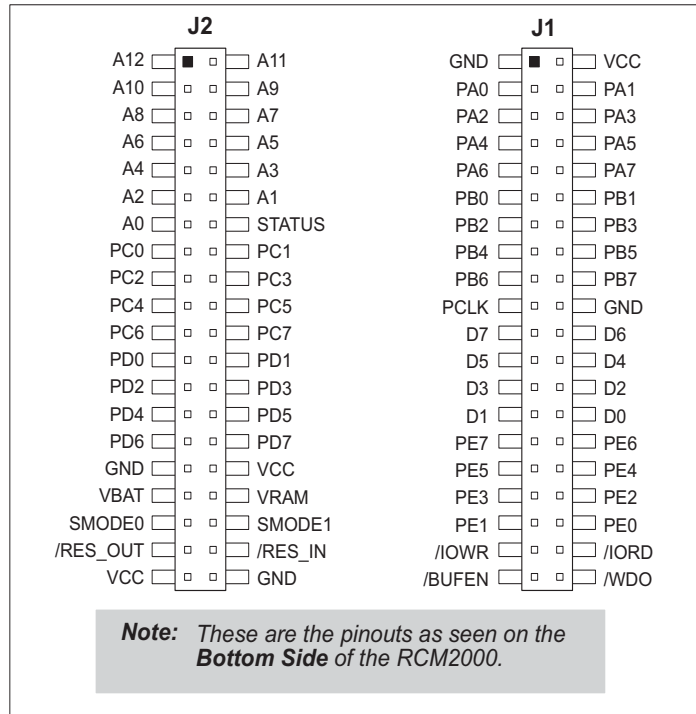 J2
A12 A11
A10 A9
A8 A7
A6 A5
A4 A3
A2 A1
A0 STATUS
PC0 PC1
PC2 PC3
PC4 PC5
PC6 PC7
PD0 PD1
PD2 PD3
PD4 PD5
PD6 PD7
GND VCC
VBAT VRAM
SMODE0 SMODE1
/RES_OUT /RES_IN
VCC GND
J1
GND VCC
PA0 PA1
PA2 PA3
PA4 PA5
PA6 PA7
PB0 PB1
PB2 PB3
PB4 PB5
PB6 PB7
PCLK GND
D7 D6
D5 D4
D3 D2
D1 D0
PE7 PE6
PE5 PE4
PE3 PE2
PE1 PE0
/IOWR /IORD
/BUFEN /WDO
Note: These are the pinouts as seen on the
Bottom Side of the RCM2000.